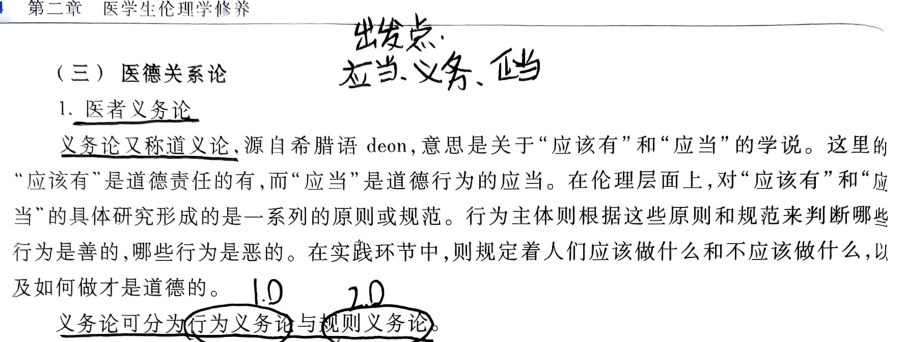 第二章 医学生伦理学修养
出发点.
应当、义务、正当
（三）医德关系论
1. 医者义务论
义务论又称道义论，源自希腊语 deon，意思是关于“应该有”和“应当”的学说。这里的
“应该有”是道德责任的有，而“应当”是道德行为的应当。在伦理层面上，对“应该有”和“应
当”的具体研究形成的是一系列的原则或规范。行为主体则根据这些原则和规范来判断哪些
行为是善的，哪些行为是恶的。在实践环节中，则规定着人们应该做什么和不应该做什么，以
及如何做才是道德的。
1.0 2.0
义务论可分为行为义务论与规则义务论。